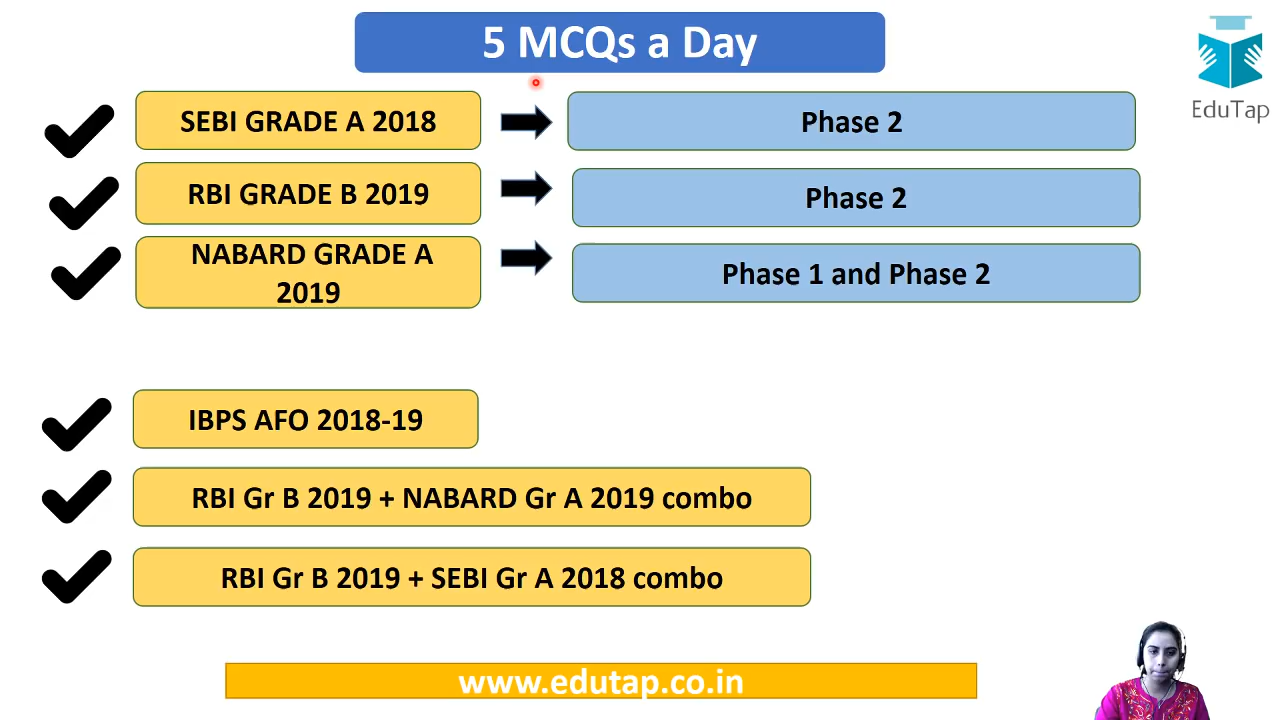 5 MCQs a Day
EduTap
SEBI GRADE A 2018
Phase 2
RBI GRADE B 2019
Phase 2
NABARD GRADE A
2019
Phase 1 and Phase 2
IBPS AFO 2018-19
RBI Gr B 2019 + NABARD Gr A 2019 combo
RBI Gr B 2019 + SEBI Gr A 2018 combo
www.edutap.co.in